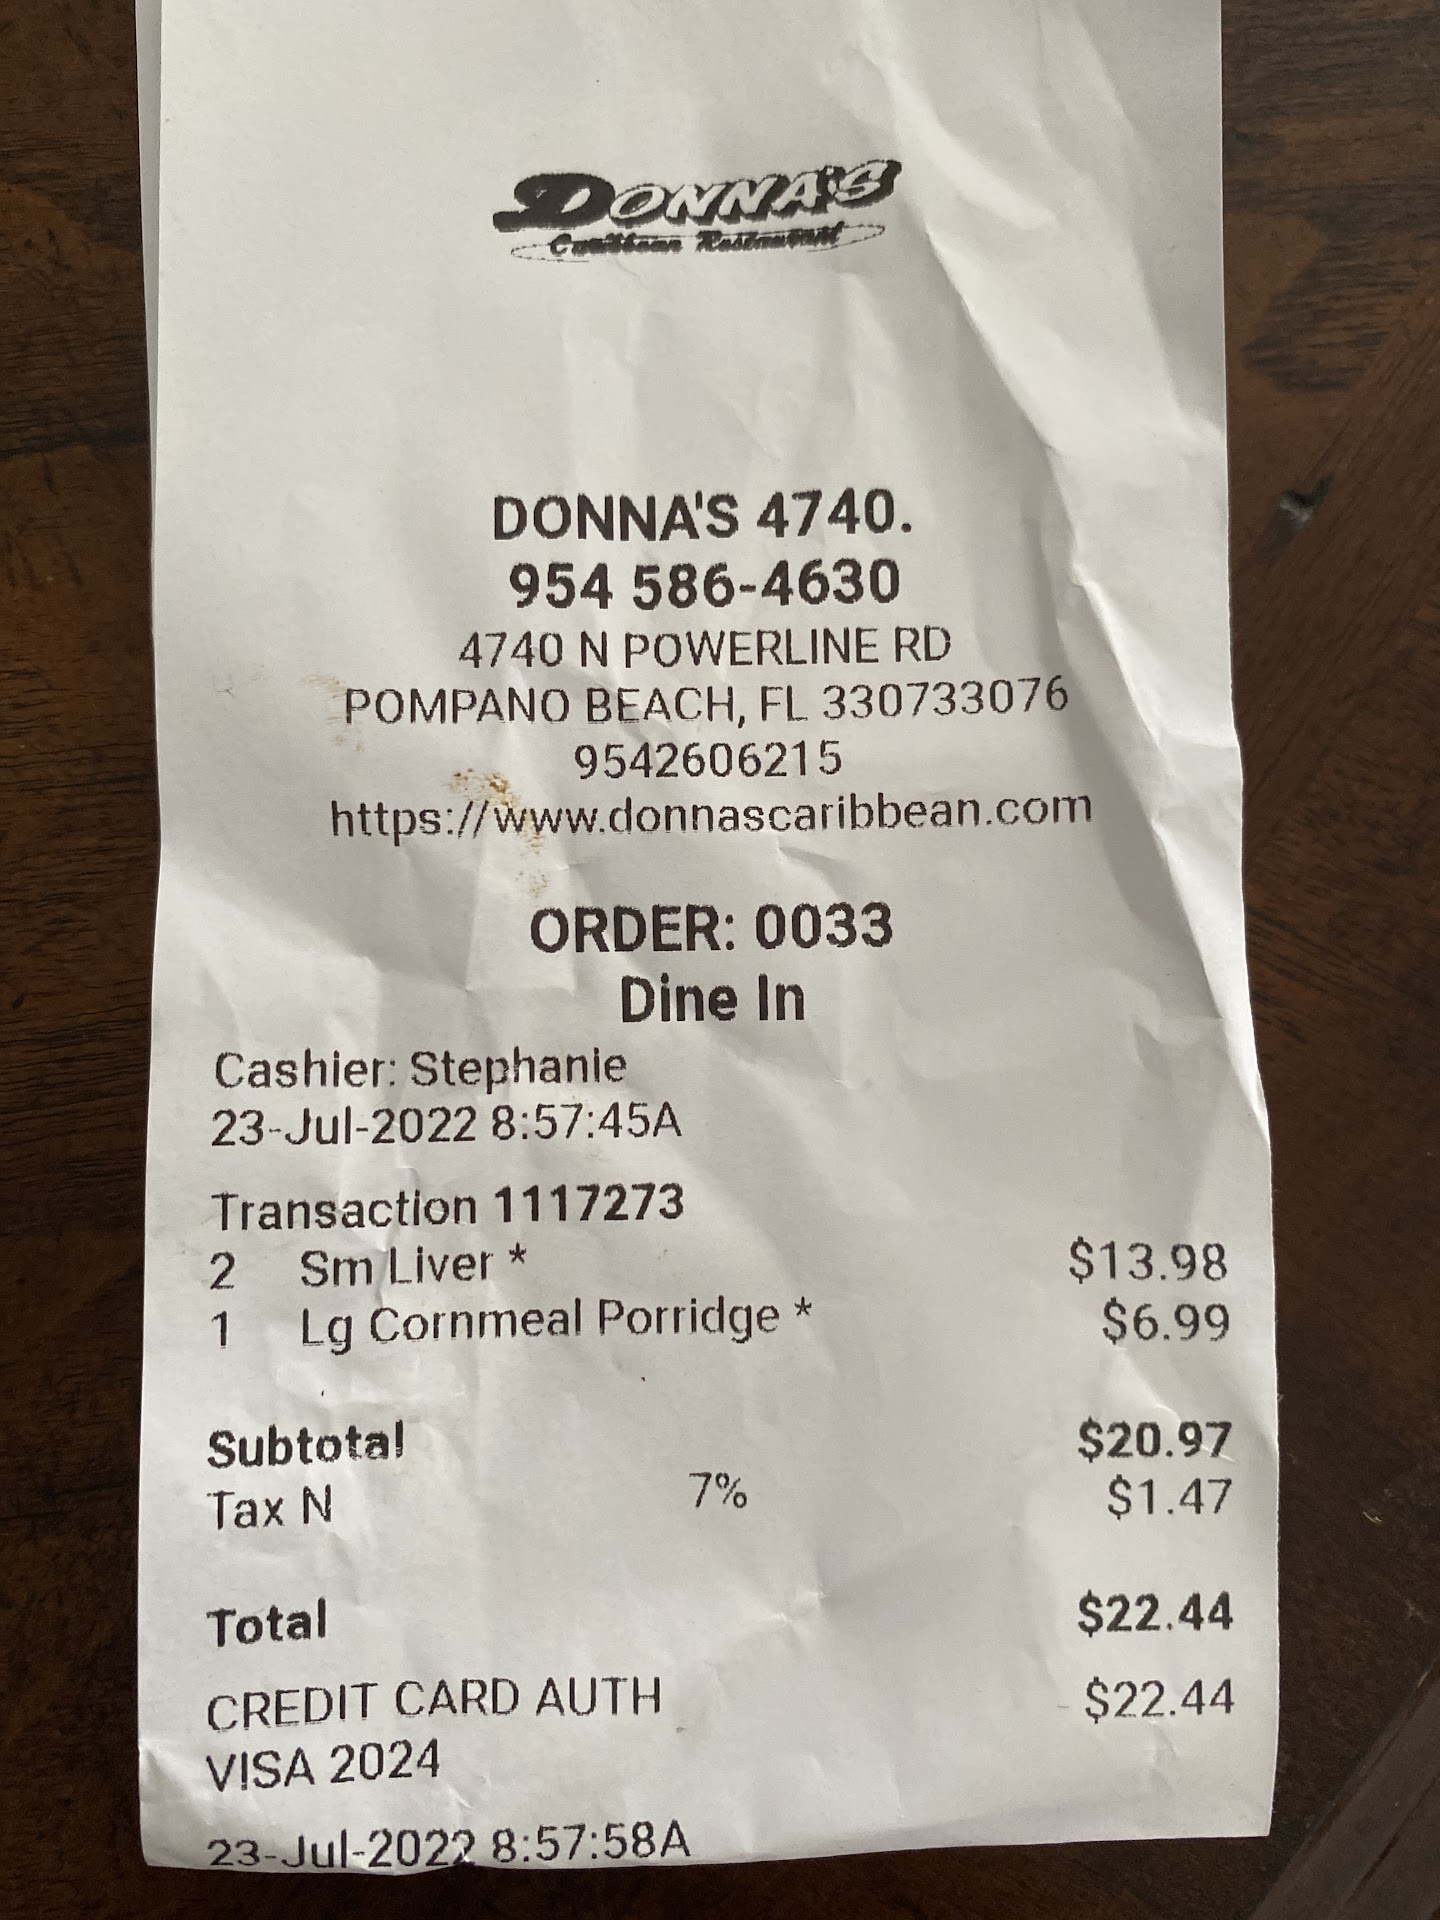 DONNA'S
Caribbean Restaurant
DONNA'S 4740.
954 586-4630
4740 N POWERLINE RD
POMPANO BEACH, FL 330733076
9542606215
https://www.donnascaribbean.com
ORDER: 0033
Dine In
Cashier: Stephanie
23-Jul-2022 8:57:45A
Transaction 1117273
2 Sm Liver * $13.98
1 Lg Cornmeal Porridge * $6.99
Subtotal $20.97
Tax N 7% $1.47
Total $22.44
CREDIT CARD AUTH $22.44
VISA 2024
23-Jul-2022 8:57:58A